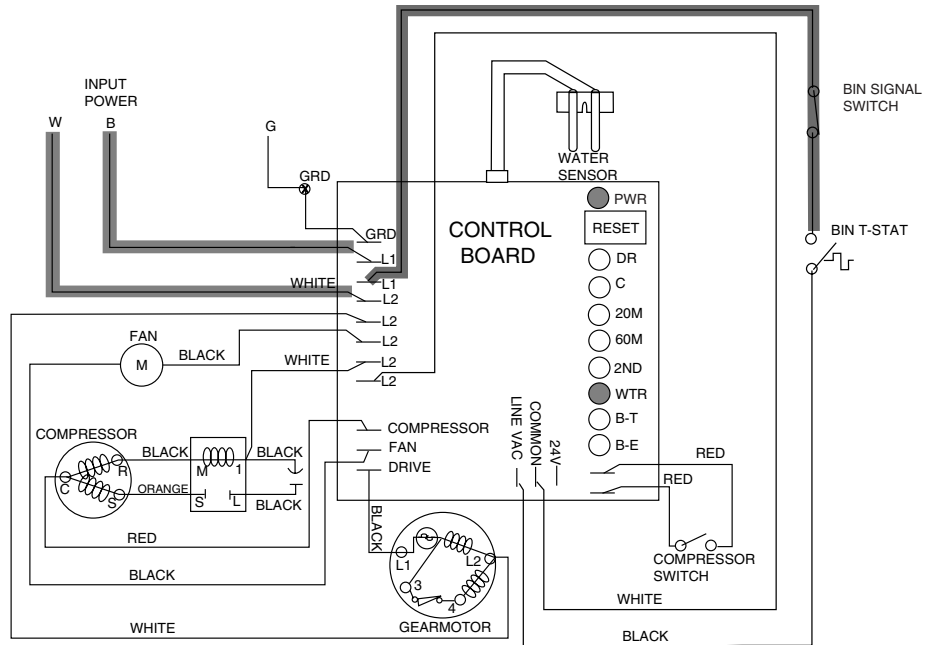 INPUT
POWER
W
B
G
GRD
BIN SIGNAL
SWITCH
WATER
SENSOR
PWR
RESET
CONTROL
BOARD
GRD
L1
WHITE
L1
L2
L2
L2
BIN T-STAT
DR
C
20M
60M
2ND
WTR
B-T
B-E
FAN
M
BLACK
WHITE
L2
L2
LINE VAC
COMMON
24V
COMPRESSOR
FAN
DRIVE
COMPRESSOR
R
C
S
BLACK
M
1
BLACK
ORANGE
S
L
BLACK
RED
RED
COMPRESSOR
SWITCH
RED
BLACK
L1
L2
3
4
BLACK
GEARMOTOR
WHITE
WHITE
BLACK